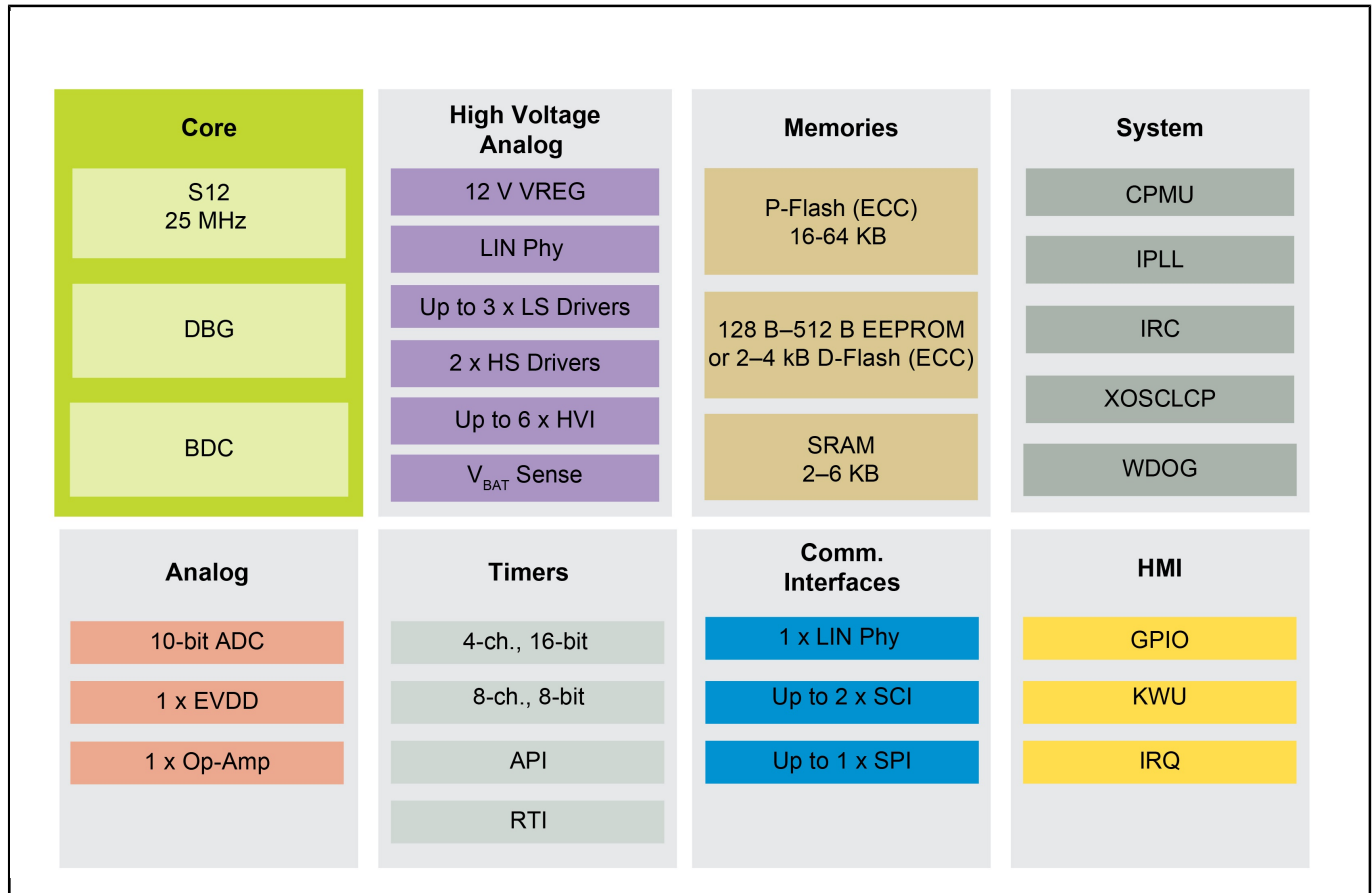 Core
S12
25 MHz
DBG
BDC
High Voltage
Analog
12 V VREG
LIN Phy
Up to 3 x LS Drivers
2 x HS Drivers
Up to 6 x HVI
VBAT Sense
Memories
P-Flash (ECC)
16-64 KB
128 B–512 B EEPROM
or 2–4 kB D-Flash (ECC)
SRAM
2–6 KB
System
CPMU
IPLL
IRC
XOSCLCP
WDOG
Analog
10-bit ADC
1 x EVDD
1 x Op-Amp
Timers
4-ch., 16-bit
8-ch., 8-bit
API
RTI
Comm.
Interfaces
1 x LIN Phy
Up to 2 x SCI
Up to 1 x SPI
HMI
GPIO
KWU
IRQ